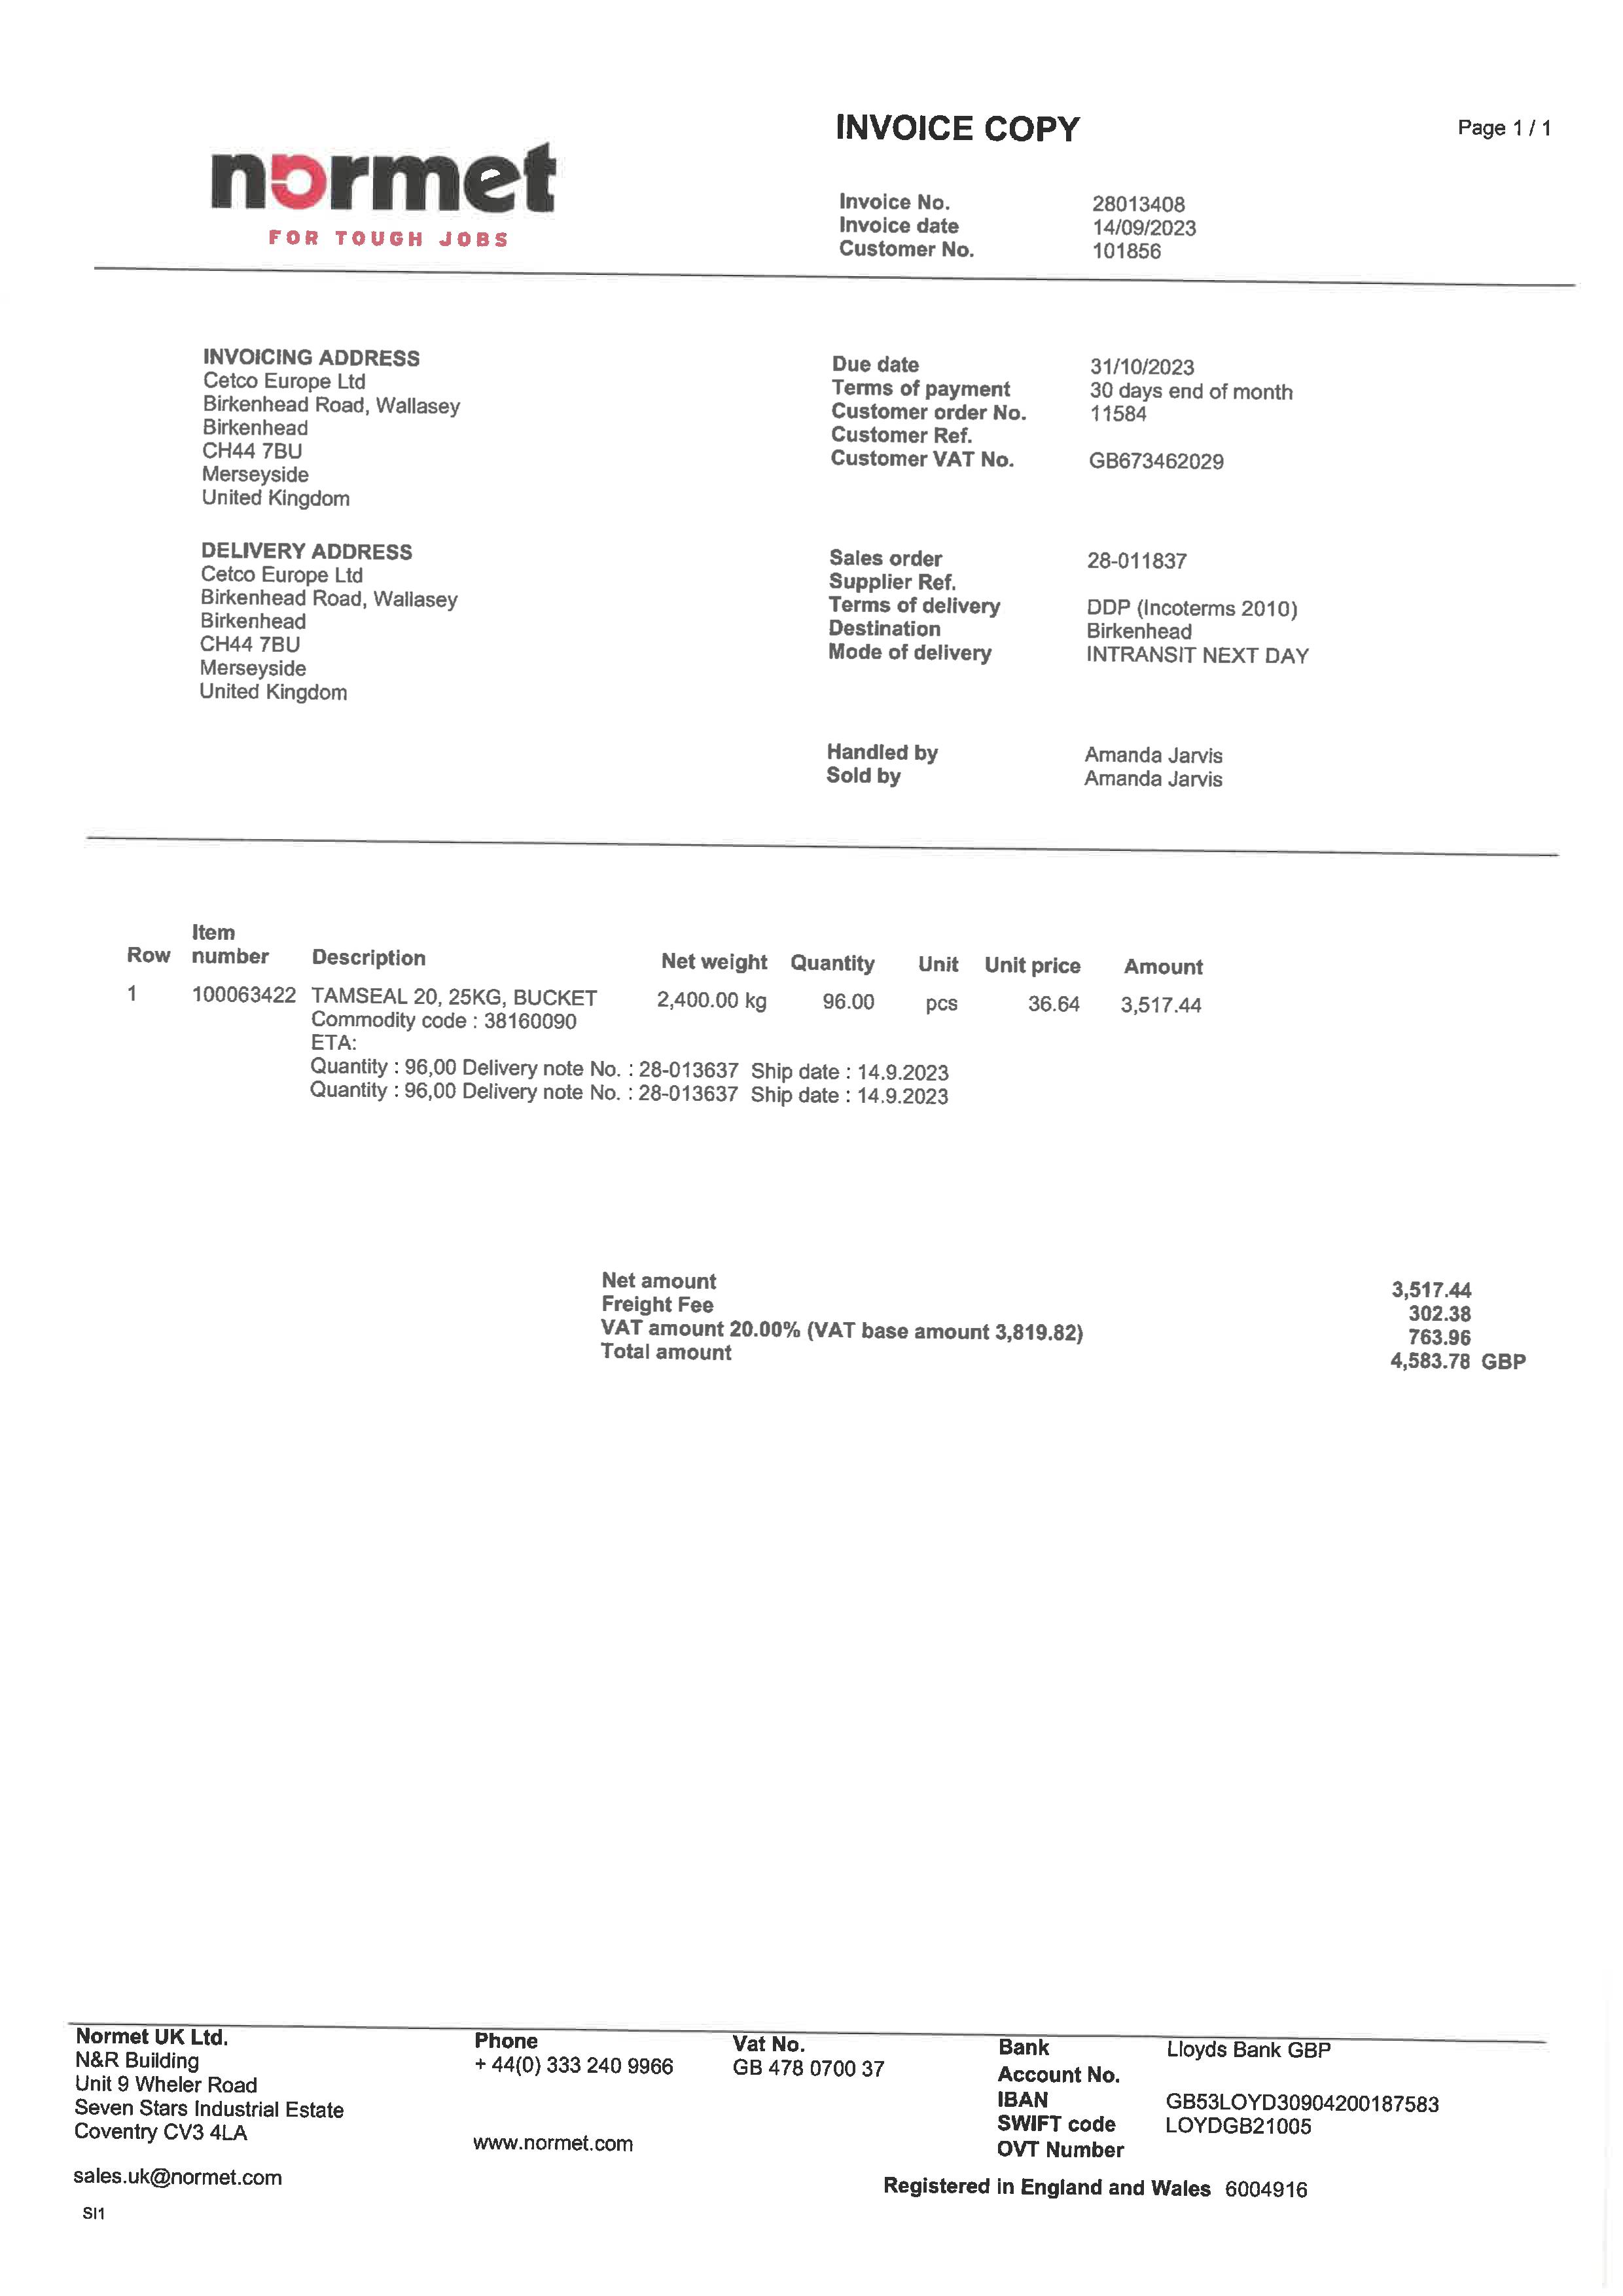 INVOICE COPY
Page 1 / 1
normet
FOR TOUGH JOBS
Invoice No. 28013408
Invoice date 14/09/2023
Customer No. 101856
INVOICING ADDRESS
Cetco Europe Ltd
Birkenhead Road, Wallasey
Birkenhead
CH44 7BU
Merseyside
United Kingdom
Due date 31/10/2023
Terms of payment 30 days end of month
Customer order No. 11584
Customer Ref.
Customer VAT No. GB673462029
DELIVERY ADDRESS
Cetco Europe Ltd
Birkenhead Road, Wallasey
Birkenhead
CH44 7BU
Merseyside
United Kingdom
Sales order 28-011837
Supplier Ref.
Terms of delivery DDP (Incoterms 2010)
Destination Birkenhead
Mode of delivery INTRANSIT NEXT DAY
Handled by Amanda Jarvis
Sold by Amanda Jarvis
Row Item number Description Net weight Quantity Unit Unit price Amount
1 100063422 TAMSEAL 20, 25KG, BUCKET 2,400.00 kg 96.00 pcs 36.64 3,517.44
Commodity code : 38160090
ETA:
Quantity : 96,00 Delivery note No. : 28-013637 Ship date : 14.9.2023
Quantity : 96,00 Delivery note No. : 28-013637 Ship date : 14.9.2023
Net amount 3,517.44
Freight Fee 302.38
VAT amount 20.00% (VAT base amount 3,819.82) 763.96
Total amount 4,583.78 GBP
Normet UK Ltd.
N&R Building
Unit 9 Wheler Road
Seven Stars Industrial Estate
Coventry CV3 4LA
sales.uk@normet.com
SI1
Phone
+ 44(0) 333 240 9966
www.normet.com
Vat No.
GB 478 0700 37
Bank Lloyds Bank GBP
Account No.
IBAN GB53LOYD30904200187583
SWIFT code LOYDGB21005
OVT Number
Registered in England and Wales 6004916